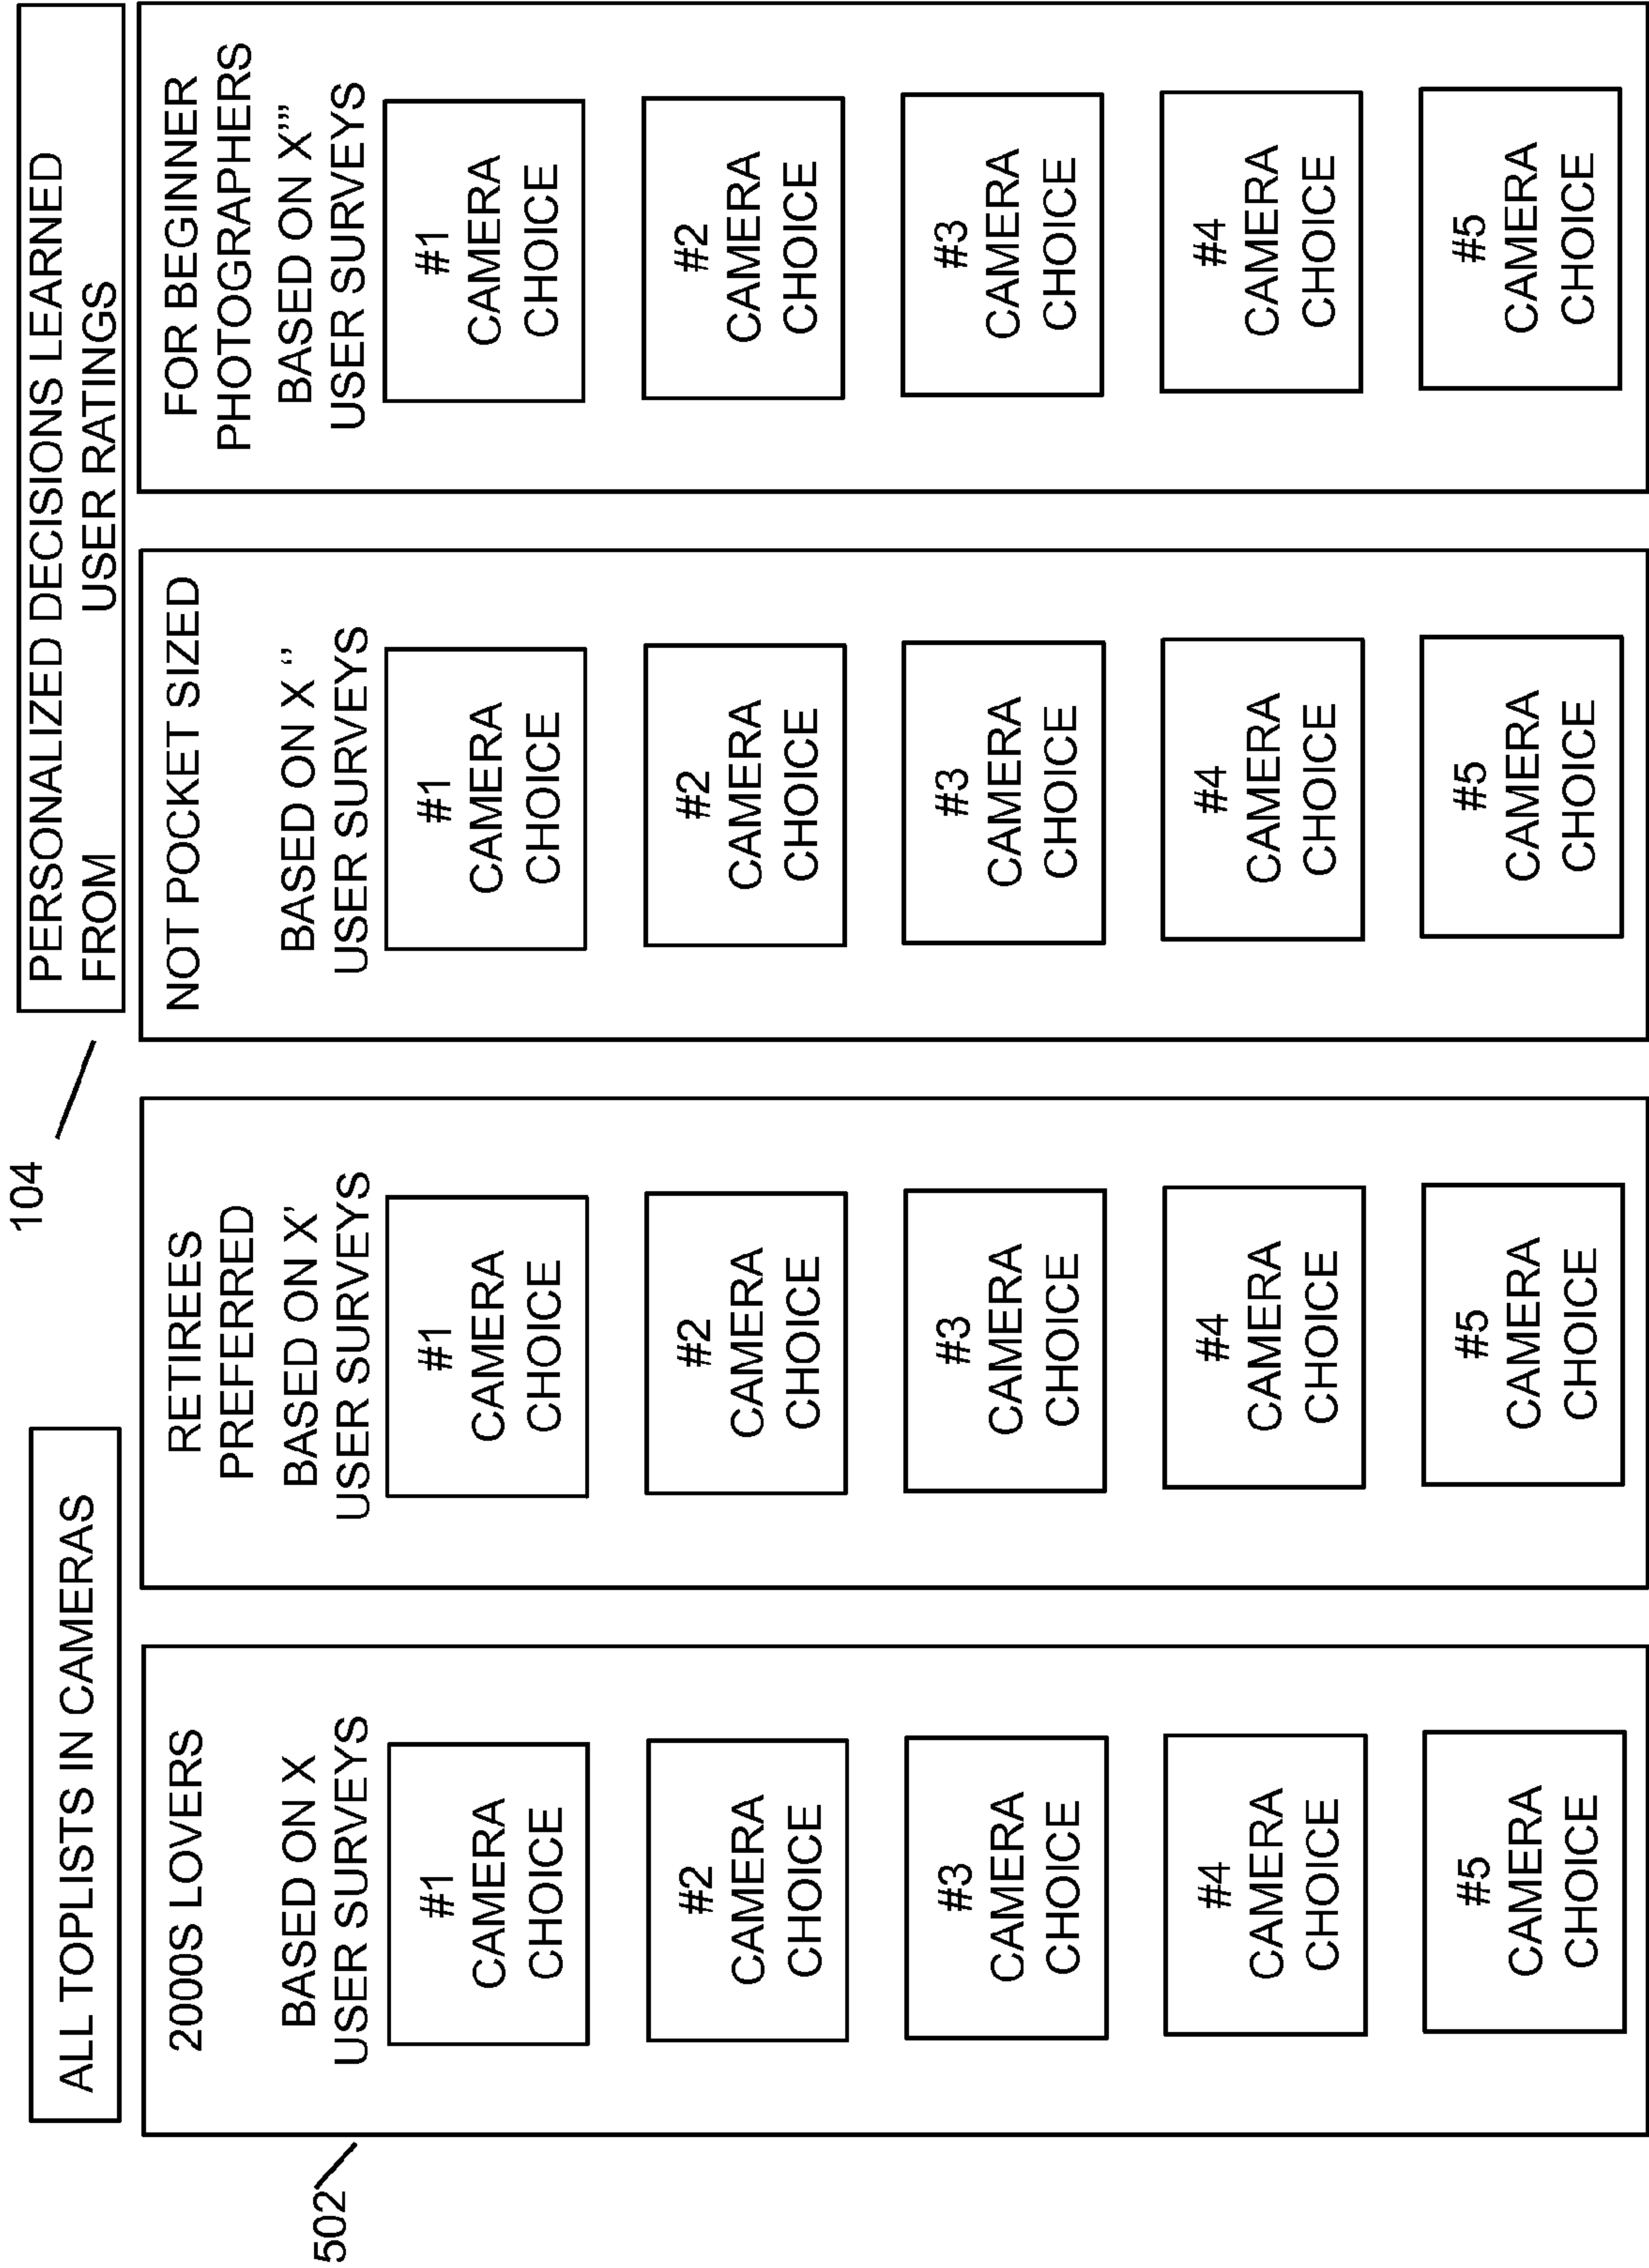 104
ALL TOPLISTS IN CAMERAS
PERSONALIZED DECISIONS LEARNED
FROM USER RATINGS
502
2000S LOVERS
BASED ON X
USER SURVEYS
#1
CAMERA
CHOICE
#2
CAMERA
CHOICE
#3
CAMERA
CHOICE
#4
CAMERA
CHOICE
#5
CAMERA
CHOICE
RETIREES
PREFERRED
BASED ON X'
USER SURVEYS
#1
CAMERA
CHOICE
#2
CAMERA
CHOICE
#3
CAMERA
CHOICE
#4
CAMERA
CHOICE
#5
CAMERA
CHOICE
NOT POCKET SIZED
BASED ON X ''
USER SURVEYS
#1
CAMERA
CHOICE
#2
CAMERA
CHOICE
#3
CAMERA
CHOICE
#4
CAMERA
CHOICE
#5
CAMERA
CHOICE
FOR BEGINNER
PHOTOGRAPHERS
BASED ON X'''
USER SURVEYS
#1
CAMERA
CHOICE
#2
CAMERA
CHOICE
#3
CAMERA
CHOICE
#4
CAMERA
CHOICE
#5
CAMERA
CHOICE